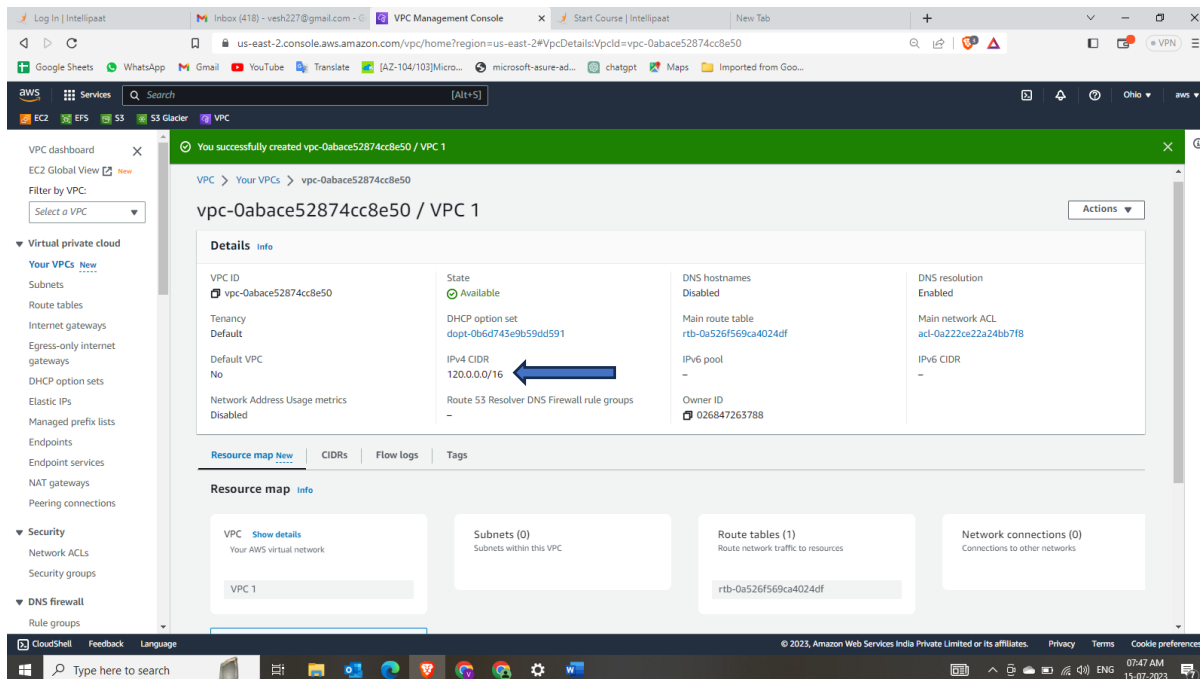 Log In | Intellipaat
Inbox (418) - vesh227@gmail.com - G
VPC Management Console
Start Course | Intellipaat
New Tab
us-east-2.console.aws.amazon.com/vpc/home?region=us-east-2#VpcDetails:VpcId=vpc-0abace52874cc8e50
VPN
Google Sheets WhatsApp Gmail YouTube Translate [AZ-104/103]Micro... microsoft-asure-ad... chatgpt Maps Imported from Goo...
aws Services Search [Alt+S] Ohio aws
EC2 EFS S3 S3 Glacier VPC
VPC dashboard
EC2 Global View New
Filter by VPC:
Select a VPC
Virtual private cloud
Your VPCs New
Subnets
Route tables
Internet gateways
Egress-only internet
gateways
DHCP option sets
Elastic IPs
Managed prefix lists
Endpoints
Endpoint services
NAT gateways
Peering connections
Security
Network ACLs
Security groups
DNS firewall
Rule groups
You successfully created vpc-0abace52874cc8e50 / VPC 1
VPC > Your VPCs > vpc-0abace52874cc8e50
vpc-0abace52874cc8e50 / VPC 1
Actions
Details Info
VPC ID
vpc-0abace52874cc8e50
State
Available
DNS hostnames
Disabled
DNS resolution
Enabled
Tenancy
Default
DHCP option set
dopt-0b6d743e9b59dd591
Main route table
rtb-0a526f569ca4024df
Main network ACL
acl-0a222ce22a24bb7f8
Default VPC
No
IPv4 CIDR
120.0.0.0/16
IPv6 pool
–
IPv6 CIDR
–
Network Address Usage metrics
Disabled
Route 53 Resolver DNS Firewall rule groups
–
Owner ID
026847263788
Resource map New CIDRs Flow logs Tags
Resource map Info
VPC Show details
Your AWS virtual network
VPC 1
Subnets (0)
Subnets within this VPC
Route tables (1)
Route network traffic to resources
rtb-0a526f569ca4024df
Network connections (0)
Connections to other networks
CloudShell Feedback Language
© 2023, Amazon Web Services India Private Limited or its affiliates. Privacy Terms Cookie preferences
Type here to search
ENG
07:47 AM
15-07-2023